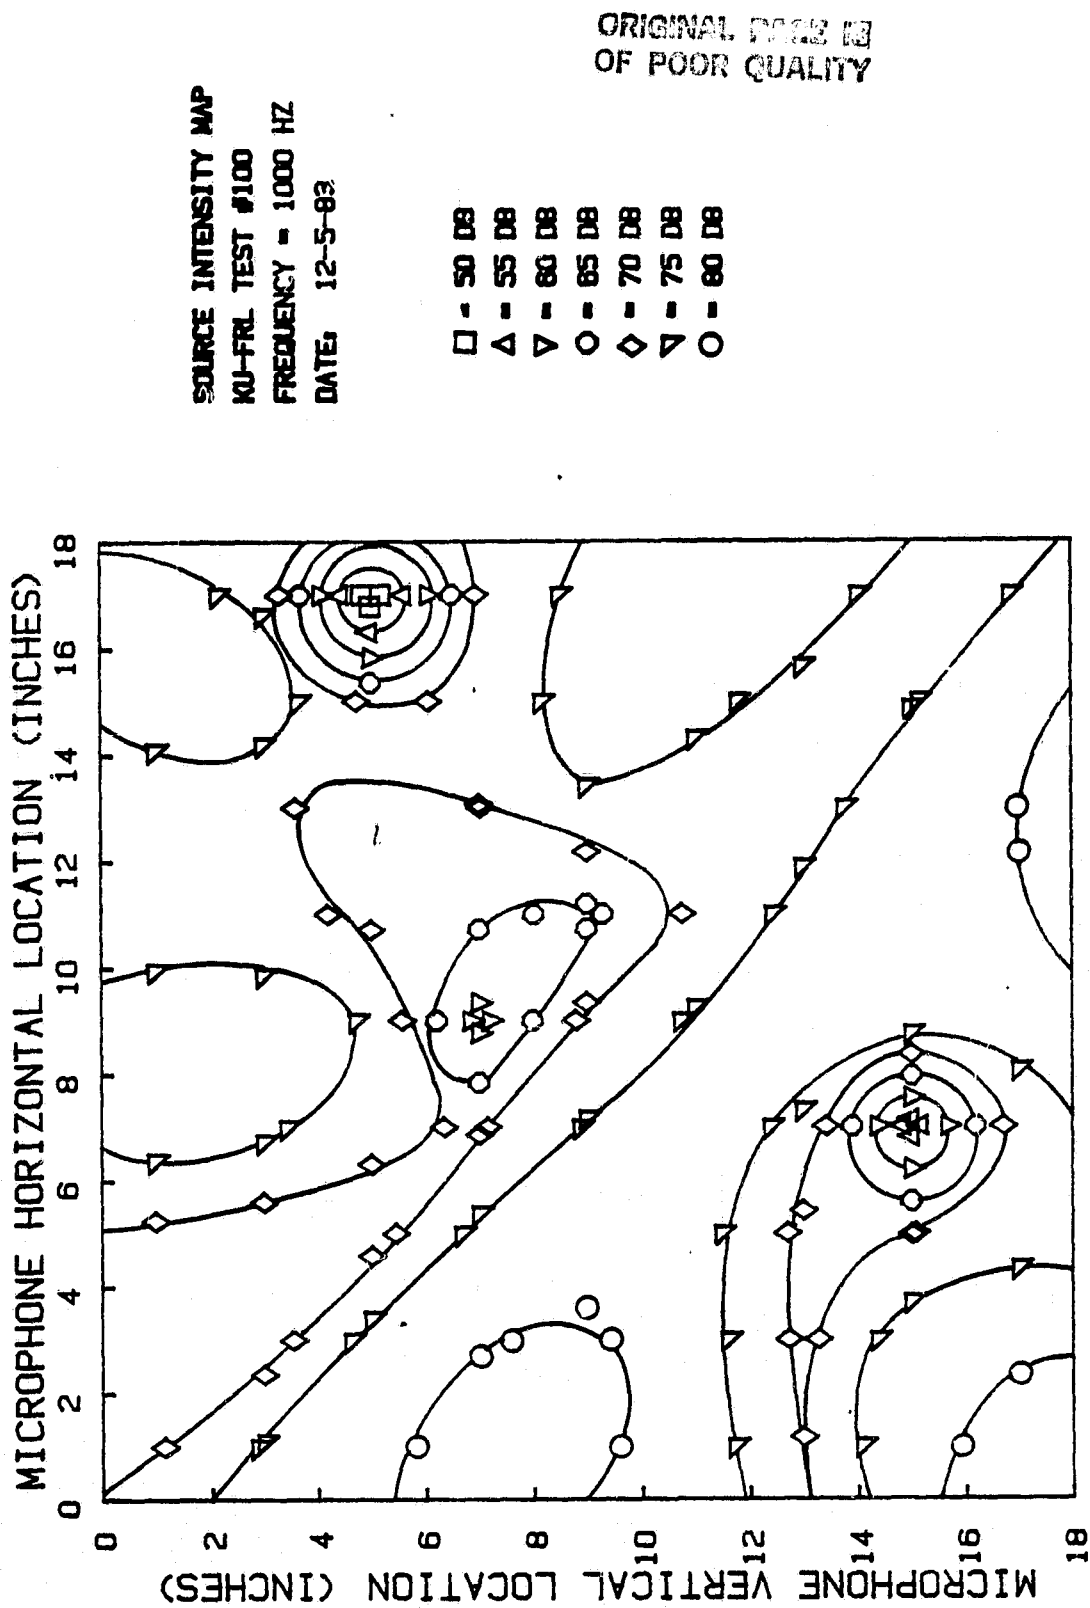 ORIGINAL PAGE IS
OF POOR QUALITY
SOURCE INTENSITY MAP
KU-FRL TEST #100
FREQUENCY = 1000 HZ
DATE: 12-5-83
□ = 50 DB
△ = 55 DB
▽ = 60 DB
○ = 65 DB
◇ = 70 DB
= 75 DB
○ = 80 DB
MICROPHONE HORIZONTAL LOCATION (INCHES)
0 2 4 6 8 10 12 14 16 18
MICROPHONE VERTICAL LOCATION (INCHES)
0 2 4 6 8 10 12 14 16 18